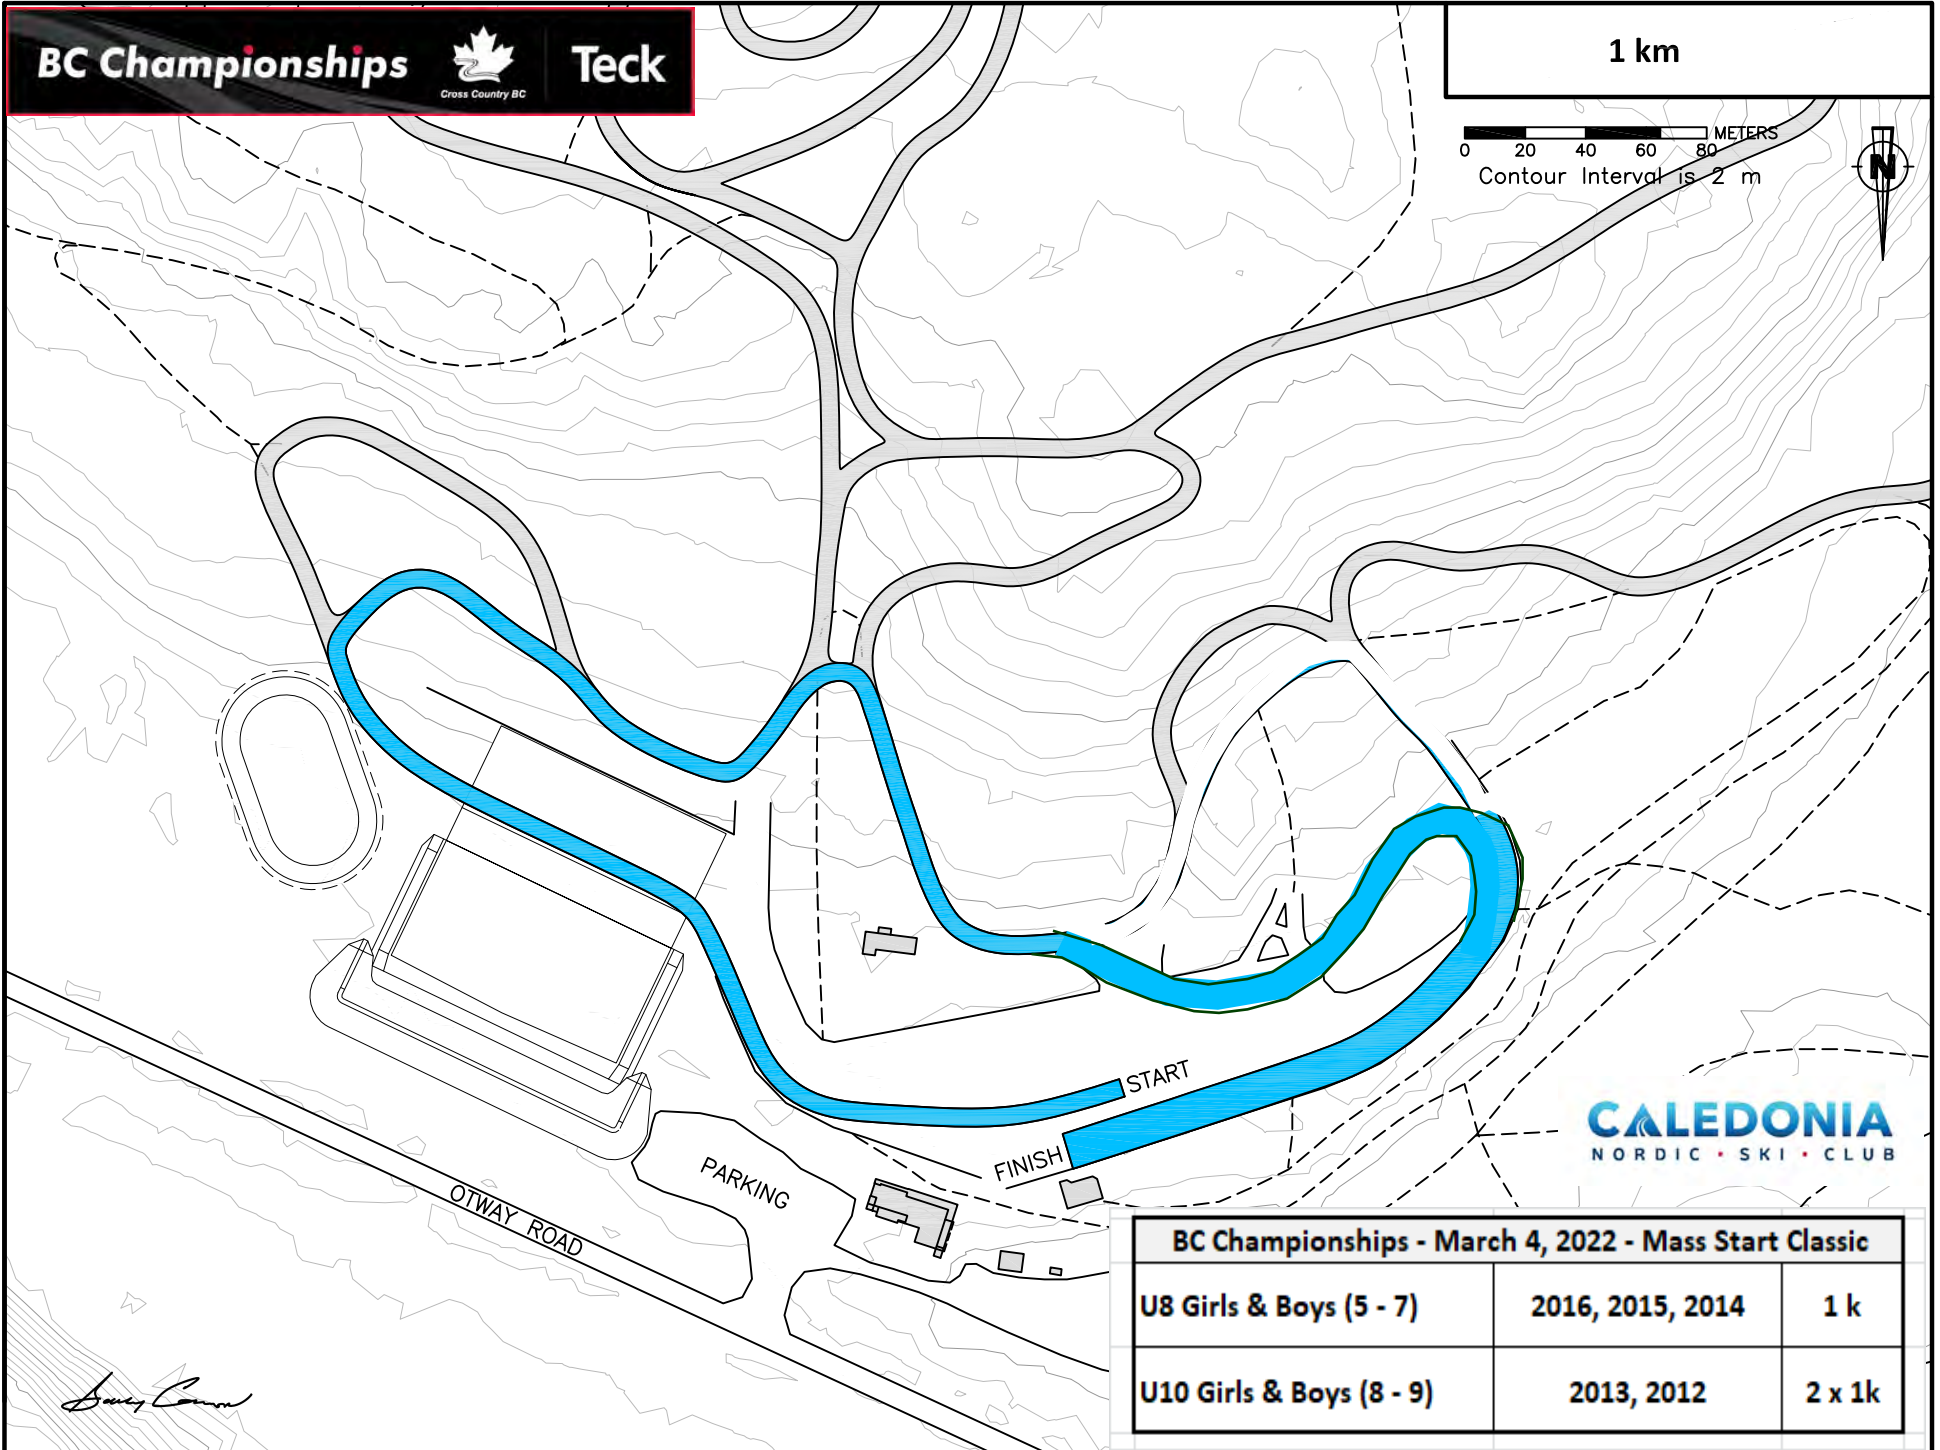 BC Championships
Cross Country BC
Teck
1 km
METERS
0 20 40 60 80
Contour Interval is 2 m
N
START
FINISH
PARKING
OTWAY ROAD
CALEDONIA
NORDIC • SKI • CLUB
BC Championships - March 4, 2022 - Mass Start Classic
U8 Girls & Boys (5 - 7) 2016, 2015, 2014 1 k
U10 Girls & Boys (8 - 9) 2013, 2012 2 x 1k